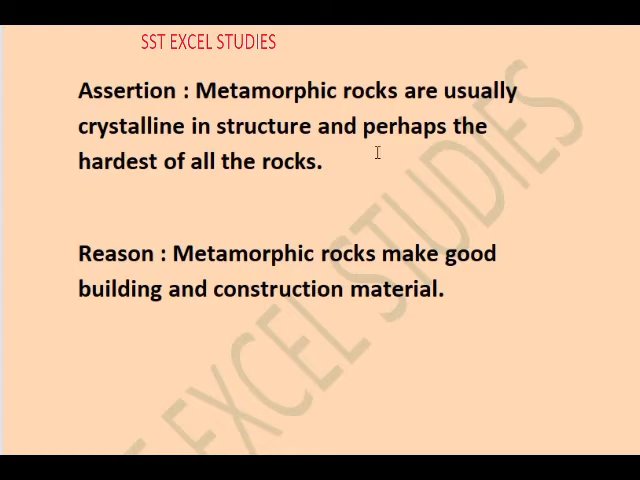 SST EXCEL STUDIES
Assertion : Metamorphic rocks are usually
crystalline in structure and perhaps the
hardest of all the rocks.
Reason : Metamorphic rocks make good
building and construction material.
ST EXCEL STUDIES